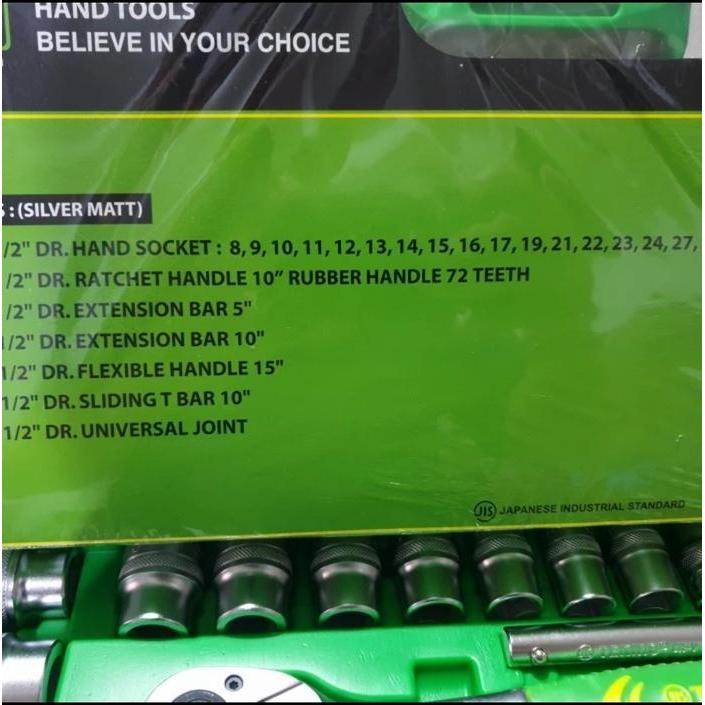 HAND TOOLS
BELIEVE IN YOUR CHOICE
S : (SILVER MATT)
/2" DR. HAND SOCKET : 8, 9, 10, 11, 12, 13, 14, 15, 16, 17, 19, 21, 22, 23, 24, 27,
/2" DR. RATCHET HANDLE 10" RUBBER HANDLE 72 TEETH
/2" DR. EXTENSION BAR 5"
1/2" DR. EXTENSION BAR 10"
1/2" DR. FLEXIBLE HANDLE 15"
1/2" DR. SLIDING T BAR 10"
1/2" DR. UNIVERSAL JOINT
JIS JAPANESE INDUSTRIAL STANDARD